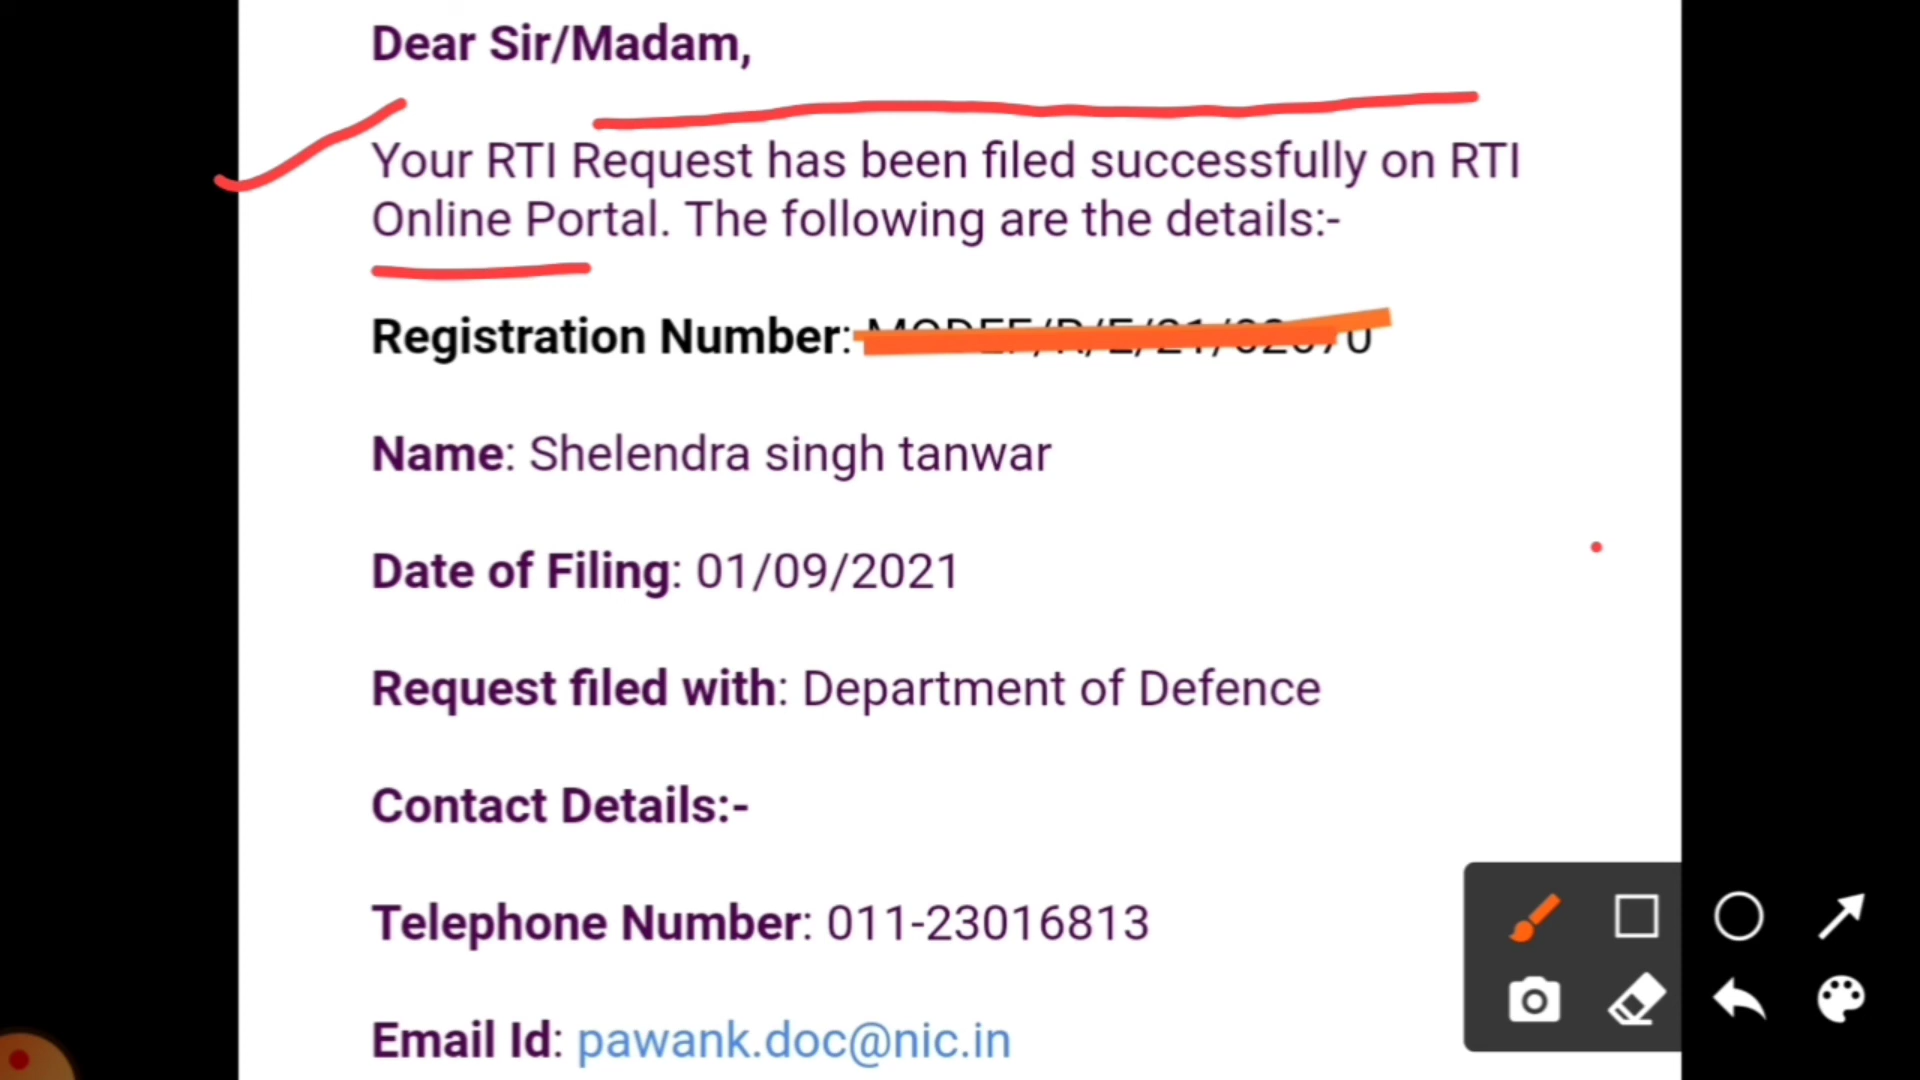 Dear Sir/Madam,
Your RTI Request has been filed successfully on RTI
Online Portal. The following are the details:-
Registration Number:
Name: Shelendra singh tanwar
Date of Filing: 01/09/2021
Request filed with: Department of Defence
Contact Details:-
Telephone Number: 011-23016813
Email Id: pawank.doc@nic.in